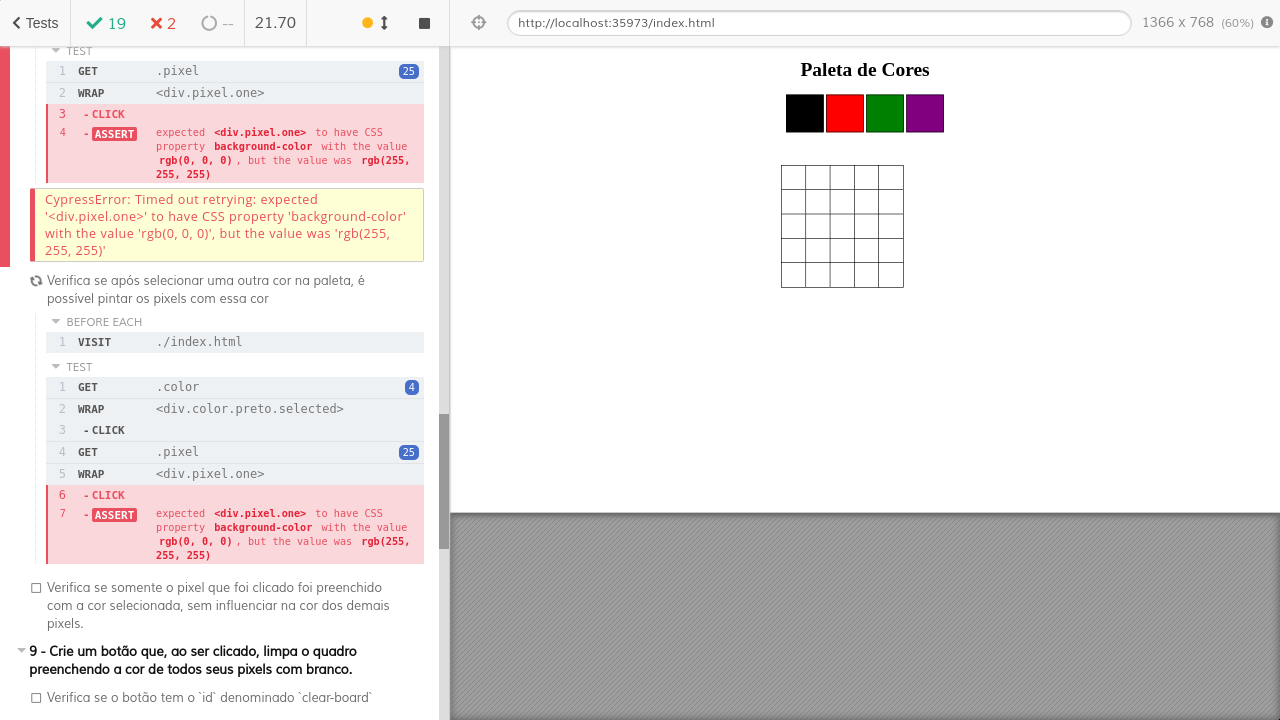 Tests 19 2 -- 21.70
http://localhost:35973/index.html 1366 x 768 (60%)
TEST
1 GET .pixel 25
2 WRAP <div.pixel.one>
3 - CLICK
4 - ASSERT expected <div.pixel.one> to have CSS
property background-color with the value
rgb(0, 0, 0), but the value was rgb(255,
255, 255)
CypressError: Timed out retrying: expected
'<div.pixel.one>' to have CSS property 'background-color'
with the value 'rgb(0, 0, 0)', but the value was 'rgb(255,
255, 255)'
Verifica se após selecionar uma outra cor na paleta, é
possível pintar os pixels com essa cor
BEFORE EACH
1 VISIT ./index.html
TEST
1 GET .color 4
2 WRAP <div.color.preto.selected>
3 - CLICK
4 GET .pixel 25
5 WRAP <div.pixel.one>
6 - CLICK
7 - ASSERT expected <div.pixel.one> to have CSS
property background-color with the value
rgb(0, 0, 0), but the value was rgb(255,
255, 255)
Verifica se somente o pixel que foi clicado foi preenchido
com a cor selecionada, sem influenciar na cor dos demais
pixels.
9 - Crie um botão que, ao ser clicado, limpa o quadro
preenchendo a cor de todos seus pixels com branco.
Verifica se o botão tem o `id` denominado `clear-board`
Paleta de Cores